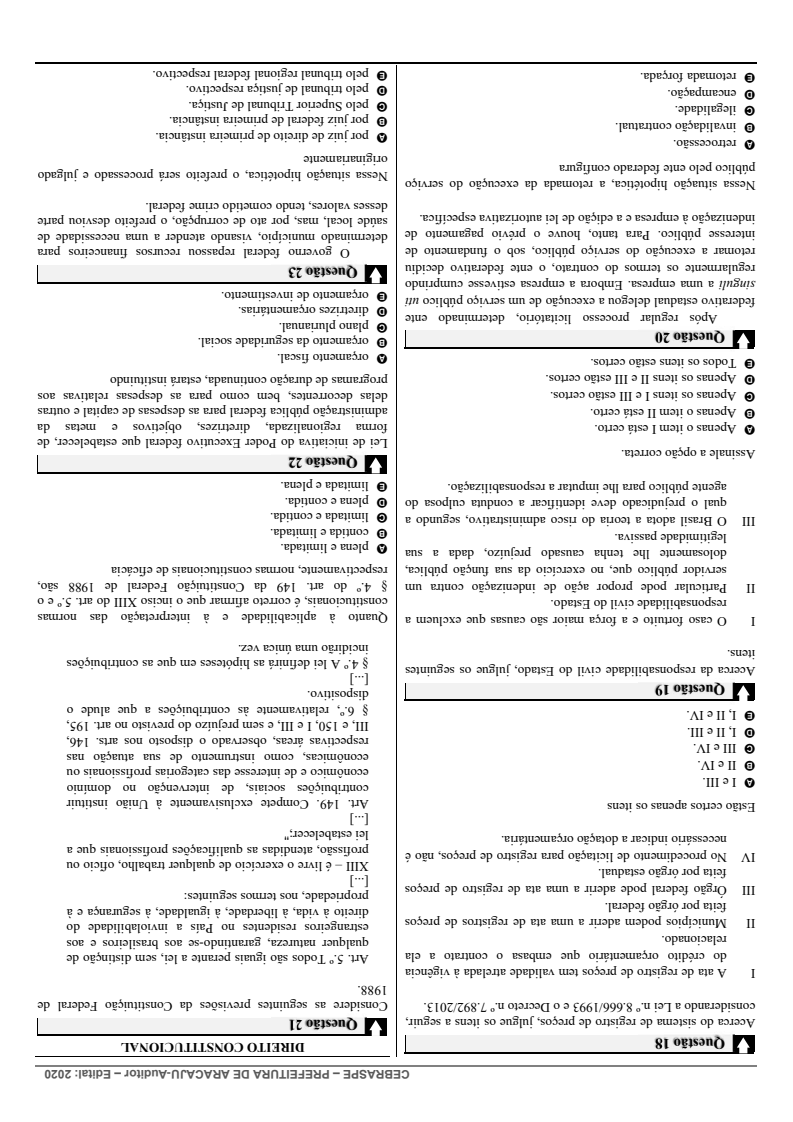 CEBRASPE – PREFEITURA DE ARACAJU-Auditor – Edital: 2020
Questão 18
Acerca do sistema de registro de preços, julgue os itens a seguir,
considerando a Lei n.º 8.666/1993 e o Decreto n.º 7.892/2013.
I A ata de registro de preços tem validade atrelada à vigência
do crédito orçamentário que embasa o contrato a ela
relacionado.
II Municípios podem aderir a uma ata de registros de preços
feita por órgão federal.
III Órgão federal pode aderir a uma ata de registro de preços
feita por órgão estadual.
IV No procedimento de licitação para registro de preços, não é
necessário indicar a dotação orçamentária.
Estão certos apenas os itens
A I e III.
B II e IV.
C III e IV.
D I, II e III.
E I, II e IV.
Questão 19
Acerca da responsabilidade civil do Estado, julgue os seguintes
itens.
I O caso fortuito e a força maior são causas que excluem a
responsabilidade civil do Estado.
II Particular pode propor ação de indenização contra um
servidor público que, no exercício da sua função pública,
dolosamente lhe tenha causado prejuízo, dada a sua
legitimidade passiva.
III O Brasil adota a teoria do risco administrativo, segundo a
qual o prejudicado deve identificar a conduta culposa do
agente público para lhe imputar a responsabilização.
Assinale a opção correta.
A Apenas o item I está certo.
B Apenas o item II está certo.
C Apenas os itens I e III estão certos.
D Apenas os itens II e III estão certos.
E Todos os itens estão certos.
Questão 20
Após regular processo licitatório, determinado ente
federativo estadual delegou a execução de um serviço público uti
singuli a uma empresa. Embora a empresa estivesse cumprindo
regularmente os termos do contrato, o ente federativo decidiu
retomar a execução do serviço público, sob o fundamento de
interesse público. Para tanto, houve o prévio pagamento de
indenização à empresa e a edição de lei autorizativa específica.
Nessa situação hipotética, a retomada da execução do serviço
público pelo ente federado configura
A retrocessão.
B invalidação contratual.
C ilegalidade.
D encampação.
E retomada forçada.
DIREITO CONSTITUCIONAL
Questão 21
Considere as seguintes previsões da Constituição Federal de
1988.
Art. 5.º Todos são iguais perante a lei, sem distinção de
qualquer natureza, garantindo-se aos brasileiros e aos
estrangeiros residentes no País a inviolabilidade do
direito à vida, à liberdade, à igualdade, à segurança e à
propriedade, nos termos seguintes:
[...]
XIII – é livre o exercício de qualquer trabalho, ofício ou
profissão, atendidas as qualificações profissionais que a
lei estabelecer;”
[...]
Art. 149. Compete exclusivamente à União instituir
contribuições sociais, de intervenção no domínio
econômico e de interesse das categorias profissionais ou
econômicas, como instrumento de sua atuação nas
respectivas áreas, observado o disposto nos arts. 146,
III, e 150, I e III, e sem prejuízo do previsto no art. 195,
§ 6.º, relativamente às contribuições a que alude o
dispositivo.
[...]
§ 4.º A lei definirá as hipóteses em que as contribuições
incidirão uma única vez.
Quanto à aplicabilidade e à interpretação das normas
constitucionais, é correto afirmar que o inciso XIII do art. 5.º e o
§ 4.º do art. 149 da Constituição Federal de 1988 são,
respectivamente, normas constitucionais de eficácia
A plena e limitada.
B contida e limitada.
C limitada e contida.
D plena e contida.
E limitada e plena.
Questão 22
Lei de iniciativa do Poder Executivo federal que estabelecer, de
forma regionalizada, diretrizes, objetivos e metas da
administração pública federal para as despesas de capital e outras
delas decorrentes, bem como para as despesas relativas aos
programas de duração continuada, estará instituindo
A orçamento fiscal.
B orçamento da seguridade social.
C plano plurianual.
D diretrizes orçamentárias.
E orçamento de investimento.
Questão 23
O governo federal repassou recursos financeiros para
determinado município, visando atender a uma necessidade de
saúde local, mas, por ato de corrupção, o prefeito desviou parte
desses valores, tendo cometido crime federal.
Nessa situação hipotética, o prefeito será processado e julgado
originariamente
A por juiz de direito de primeira instância.
B por juiz federal de primeira instância.
C pelo Superior Tribunal de Justiça.
D pelo tribunal de justiça respectivo.
E pelo tribunal regional federal respectivo.